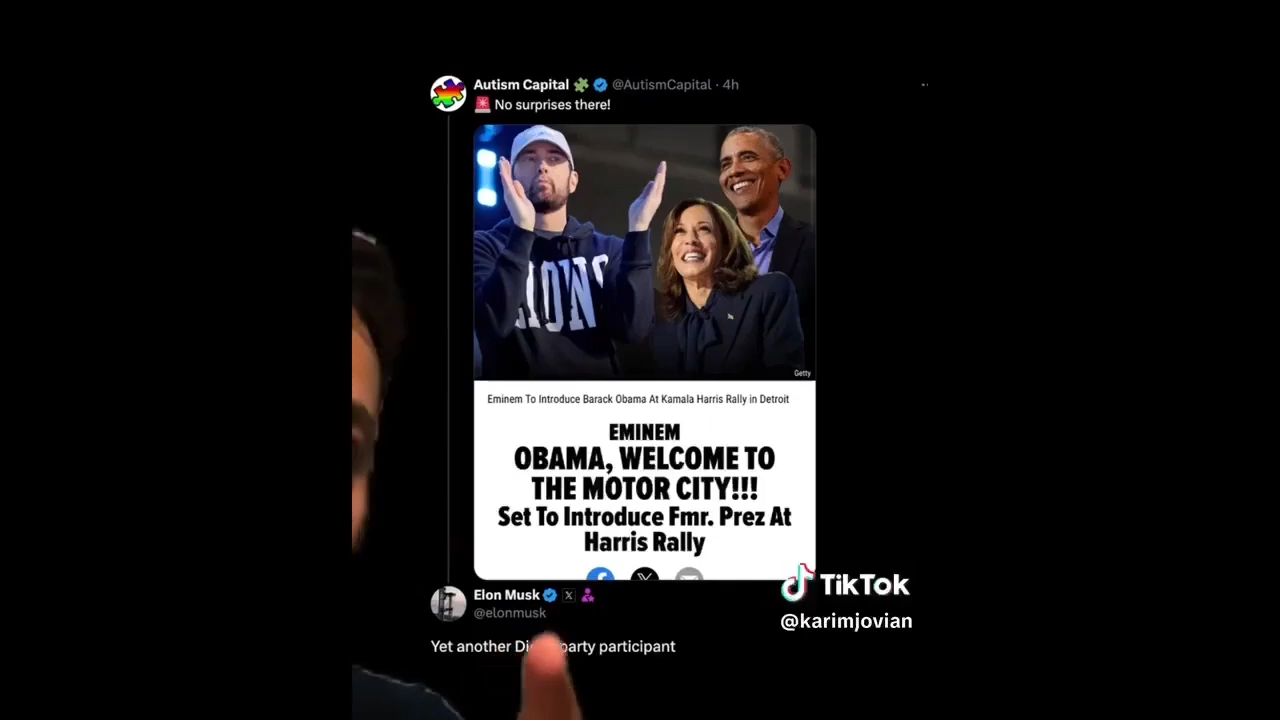 Autism Capital @AutismCapital · 4h
No surprises there!
IONS
Getty
Eminem To Introduce Barack Obama At Kamala Harris Rally in Detroit
EMINEM
OBAMA, WELCOME TO
THE MOTOR CITY!!!
Set To Introduce Fmr. Prez At
Harris Rally
Elon Musk
@elonmusk
Yet another party participant
TikTok
@karimjovian